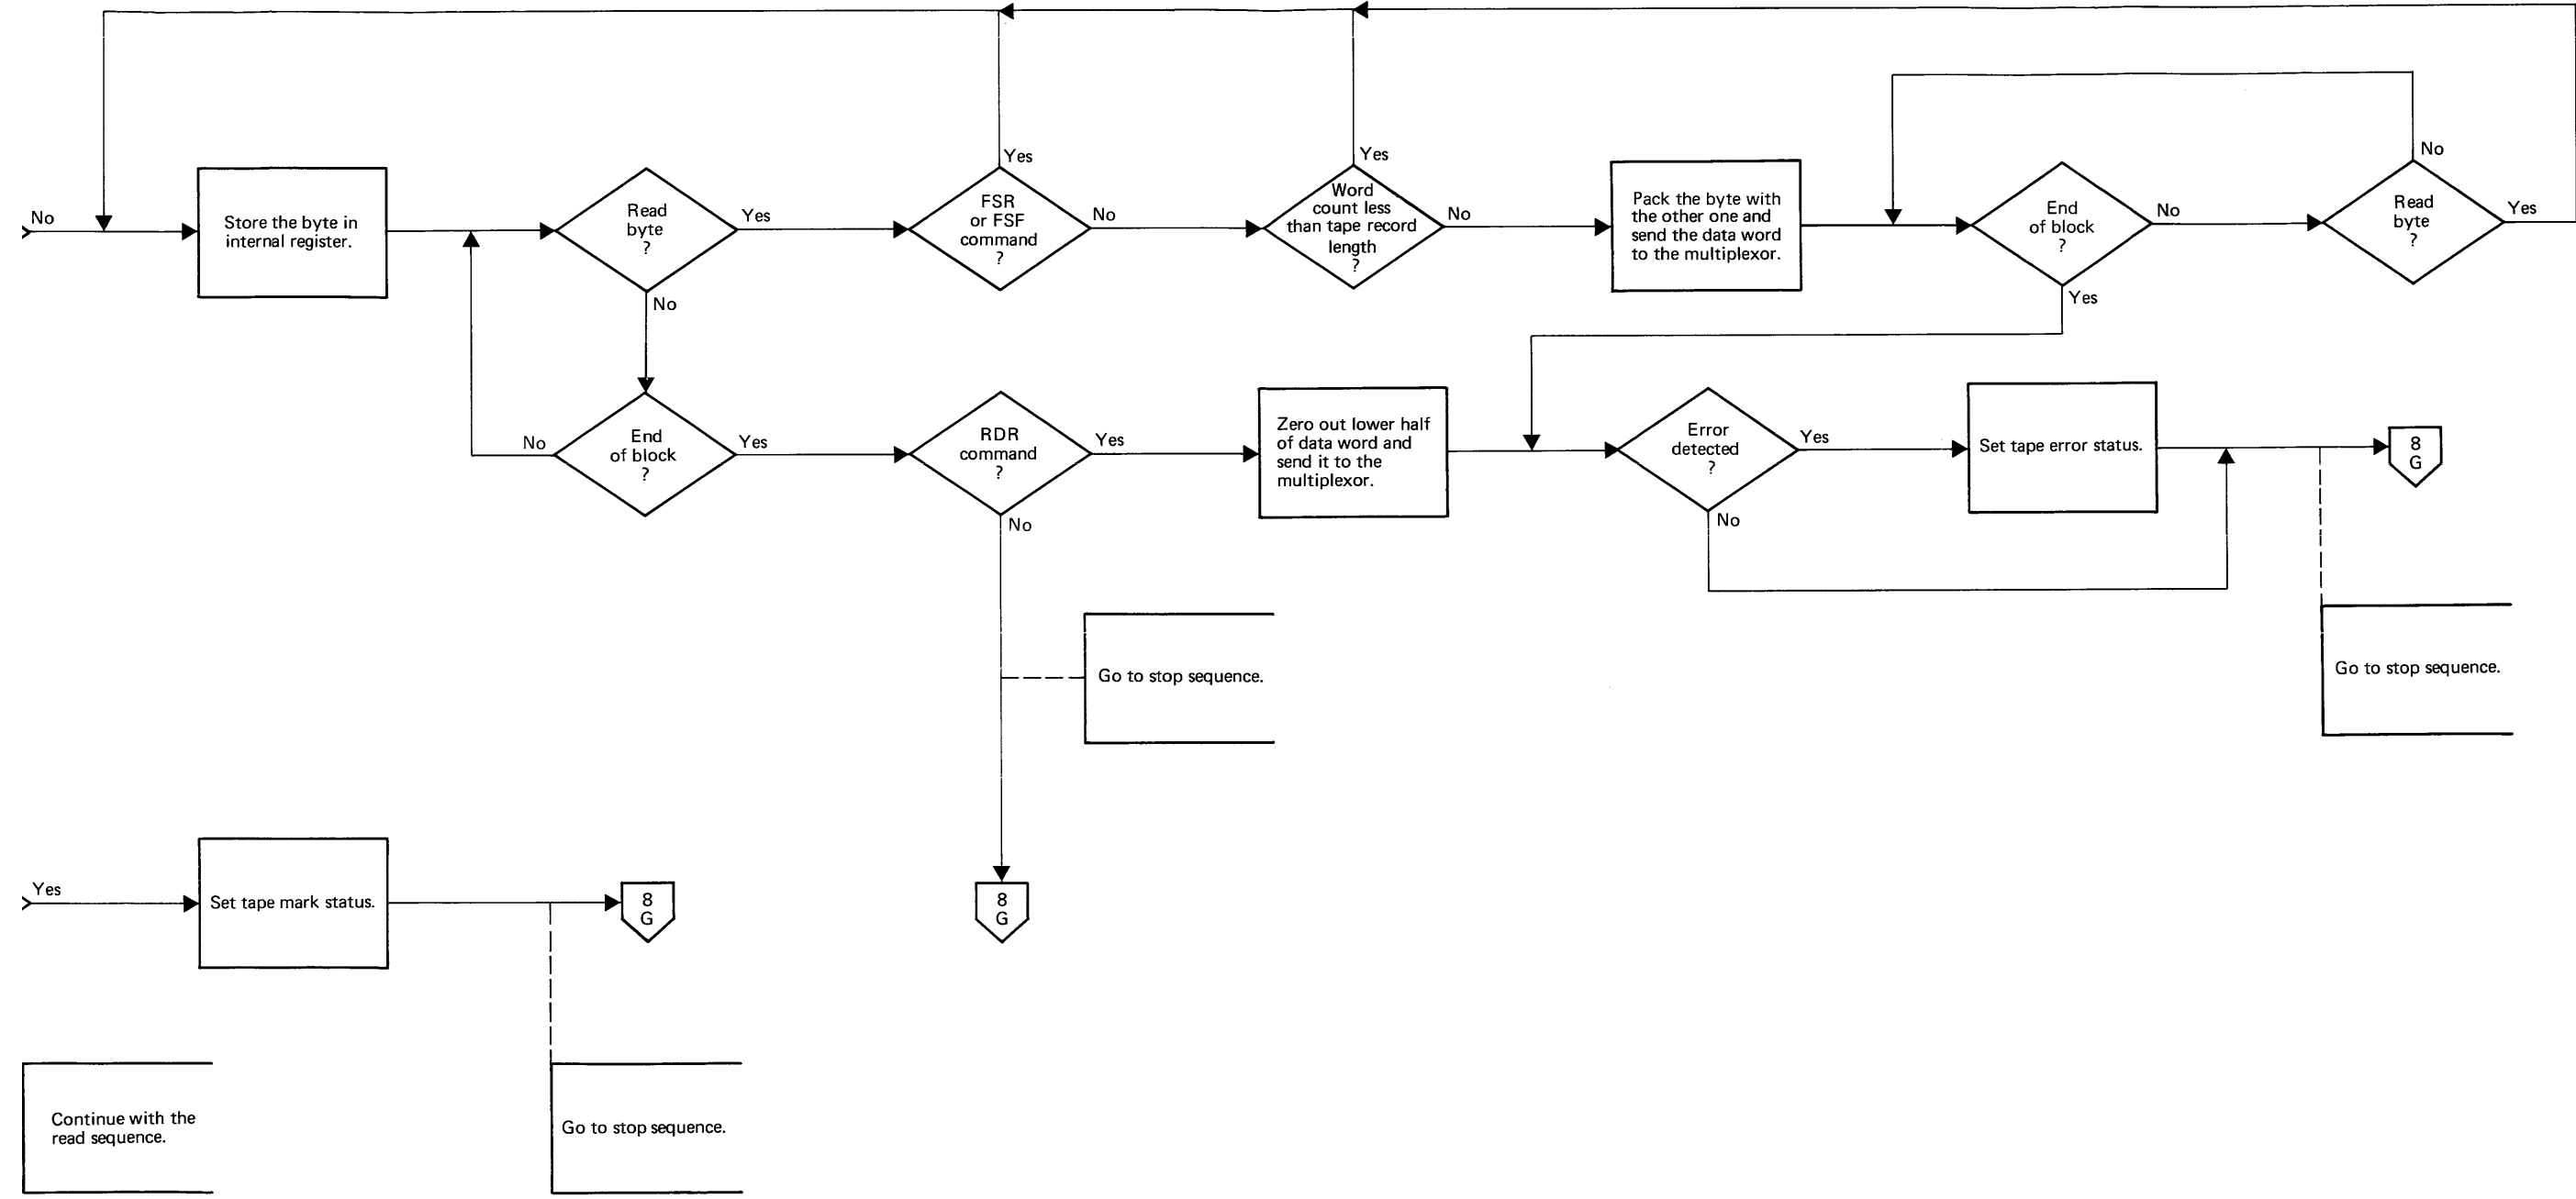 No
Store the byte in
internal register.
Read
byte
?
Yes
No
FSR
or FSF
command
?
Yes
No
Word
count less
than tape record
length
?
Yes
No
Pack the byte with
the other one and
send the data word
to the multiplexor.
End
of block
?
No
Yes
Read
byte
?
No
Yes
End
of block
?
No
Yes
RDR
command
?
Yes
No
Zero out lower half
of data word and
send it to the
multiplexor.
Error
detected
?
Yes
No
Set tape error status.
8
G
Go to stop sequence.
Go to stop sequence.
Yes
Set tape mark status.
8
G
8
G
Continue with the
read sequence.
Go to stop sequence.